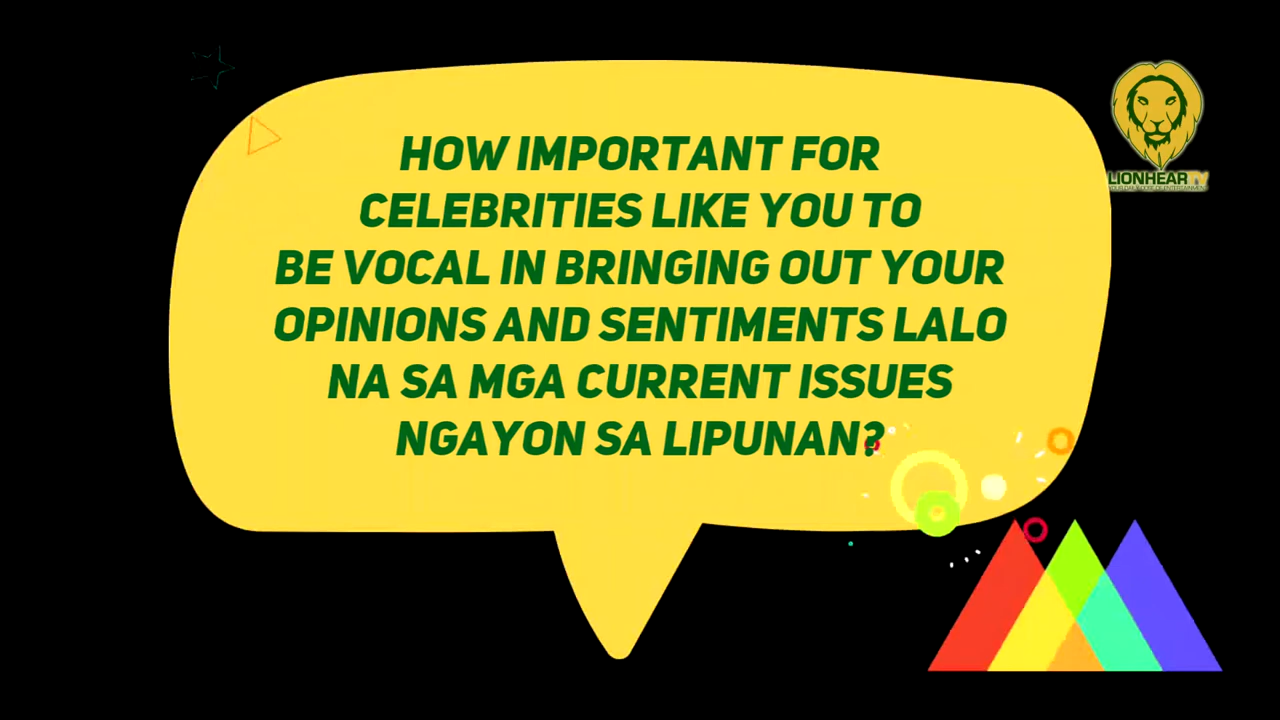 HOW IMPORTANT FOR
CELEBRITIES LIKE YOU TO
BE VOCAL IN BRINGING OUT YOUR
OPINIONS AND SENTIMENTS LALO
NA SA MGA CURRENT ISSUES
NGAYON SA LIPUNAN?
LIONHEARTV